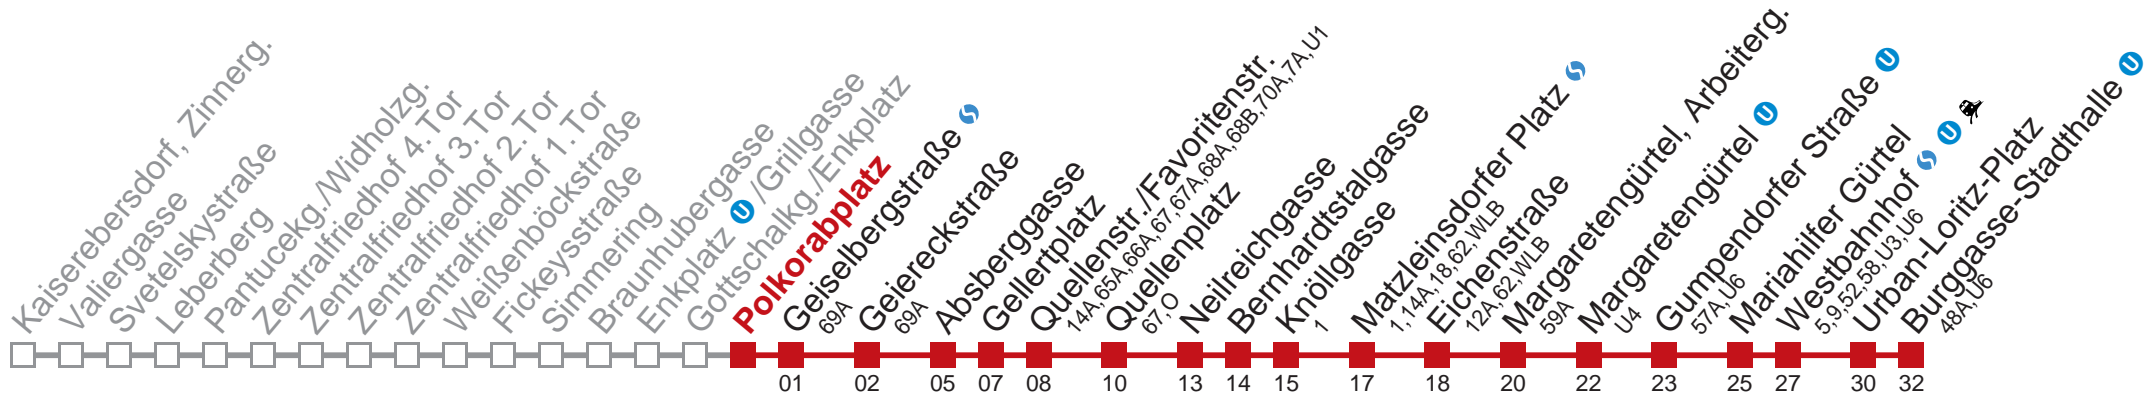 Kaiserebersdorf, Zinnerg.
Valiergasse
Svetelskystraße
Leberberg
Pantucekg./Widholzg.
Zentralfriedhof 4. Tor
Zentralfriedhof 3. Tor
Zentralfriedhof 2. Tor
Zentralfriedhof 1. Tor
Weißenböckstraße
Fickeysstraße
Simmering
Braunhubergasse
Enkplatz U /Grillgasse
Gottschalkg./Enkplatz
Polkorabplatz
Geiselbergstraße S
69A
Geiereckstraße
69A
Absberggasse
Gellertplatz
Quellenstr./Favoritenstr.
14A,65A,66A,67,67A,68A,68B,70A,7A,U1
Quellenplatz
67,O
Neilreichgasse
Bernhardtstalgasse
Knöllgasse
1
Matzleinsdorfer Platz S
1,14A,18,62,WLB
Eichenstraße
12A,62,WLB
Margaretengürtel, Arbeiterg.
59A
Margaretengürtel U
U4
Gumpendorfer Straße U
57A,U6
Mariahilfer Gürtel
Westbahnhof S U
5,9,52,58,U3,U6
Urban-Loritz-Platz
Burggasse-Stadthalle U
48A,U6
01 02 05 07 08 10 13 14 15 17 18 20 22 23 25 27 30 32